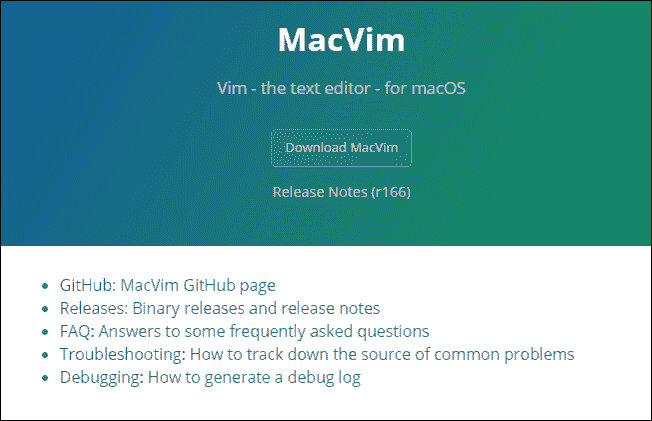 MacVim
Vim - the text editor - for macOS
Download MacVim
Release Notes (r166)
GitHub: MacVim GitHub page
Releases: Binary releases and release notes
FAQ: Answers to some frequently asked questions
Troubleshooting: How to track down the source of common problems
Debugging: How to generate a debug log